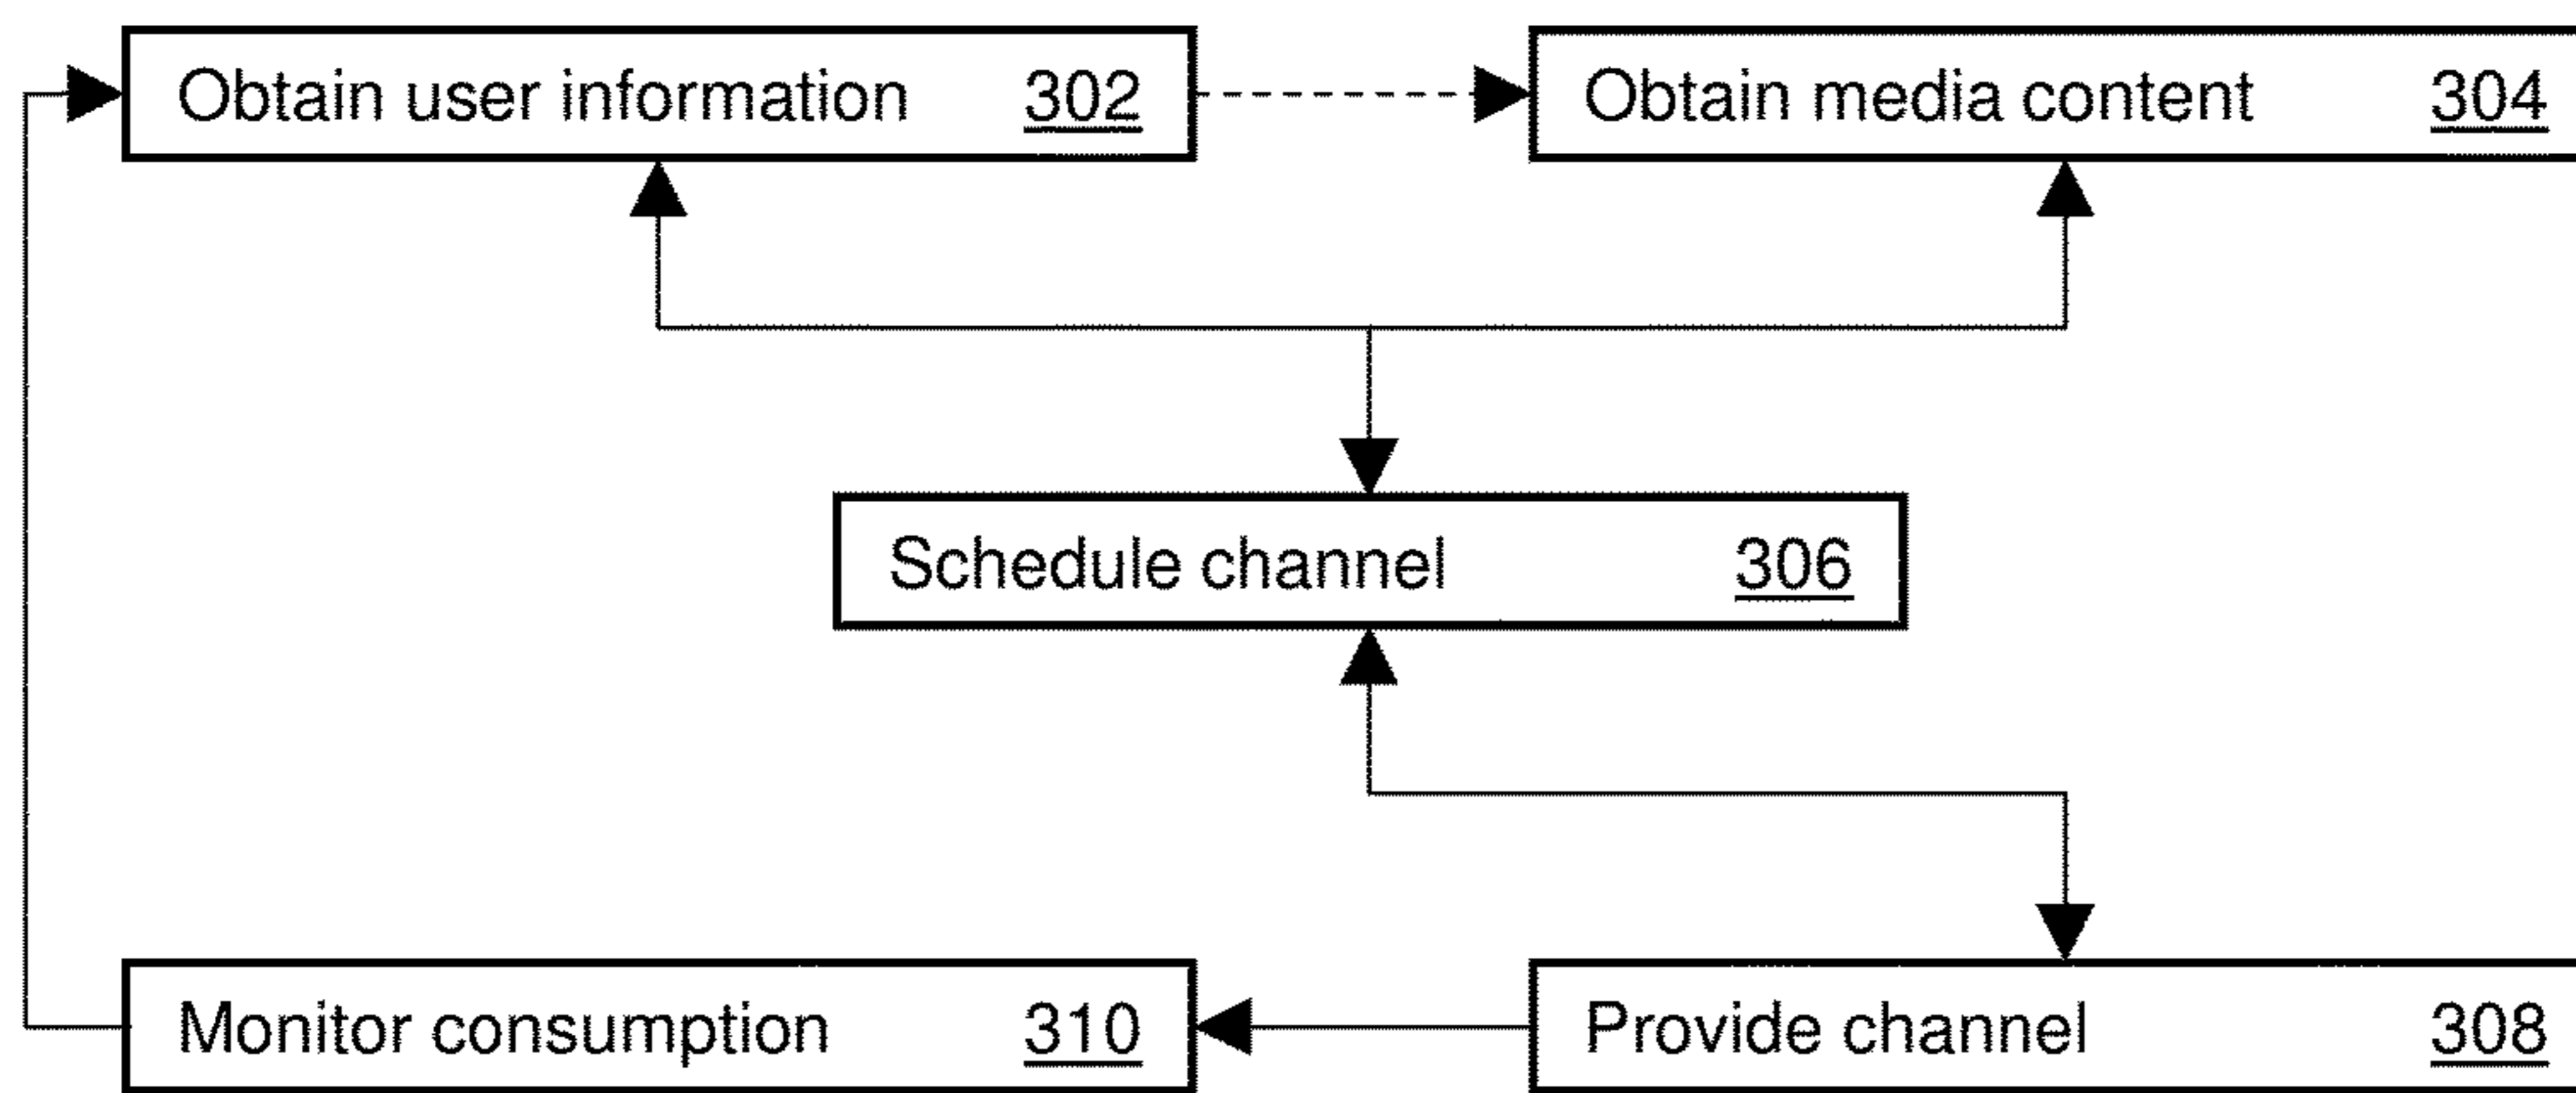 Obtain user information 302
Obtain media content 304
Schedule channel 306
Monitor consumption 310
Provide channel 308